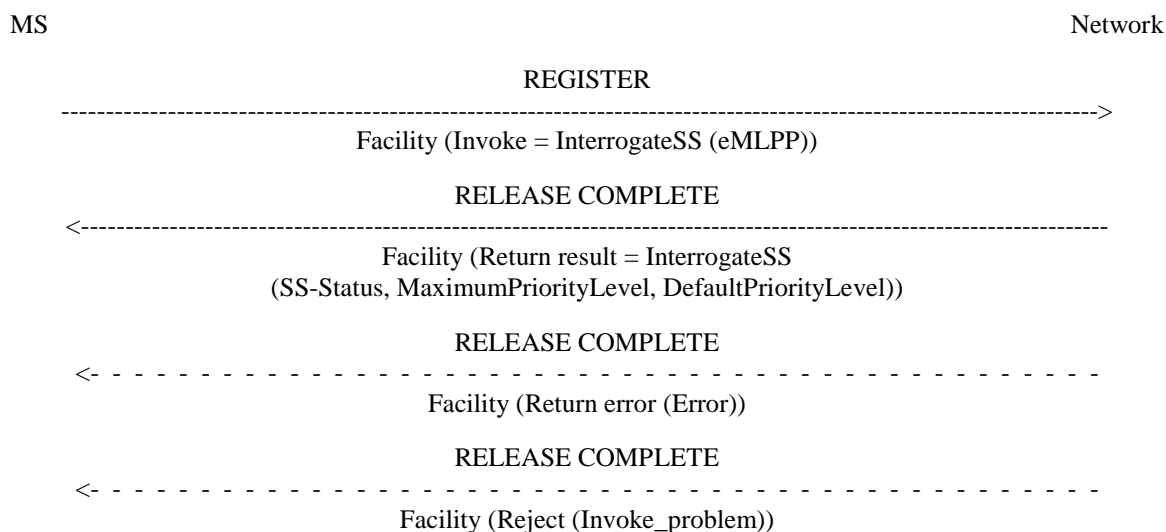 MS Network
REGISTER
------------------------------------------------------------------------------------------------------------------------>
Facility (Invoke = InterrogateSS (eMLPP))
RELEASE COMPLETE
<------------------------------------------------------------------------------------------------------------------------
Facility (Return result = InterrogateSS
(SS-Status, MaximumPriorityLevel, DefaultPriorityLevel))
RELEASE COMPLETE
<- - - - - - - - - - - - - - - - - - - - - - - - - - - - - - - - - - - - - - - - - - - - - -
Facility (Return error (Error))
RELEASE COMPLETE
<- - - - - - - - - - - - - - - - - - - - - - - - - - - - - - - - - - - - - - - - - - - - - -
Facility (Reject (Invoke_problem))